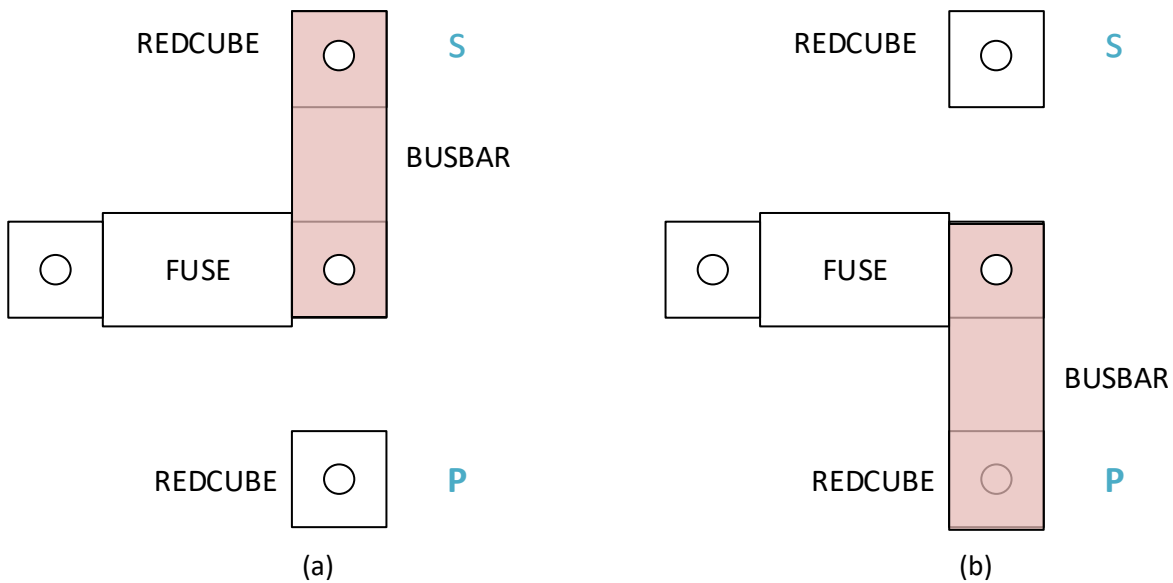 REDCUBE
S
BUSBAR
FUSE
REDCUBE
P
(a)
REDCUBE
S
FUSE
BUSBAR
REDCUBE
P
(b)